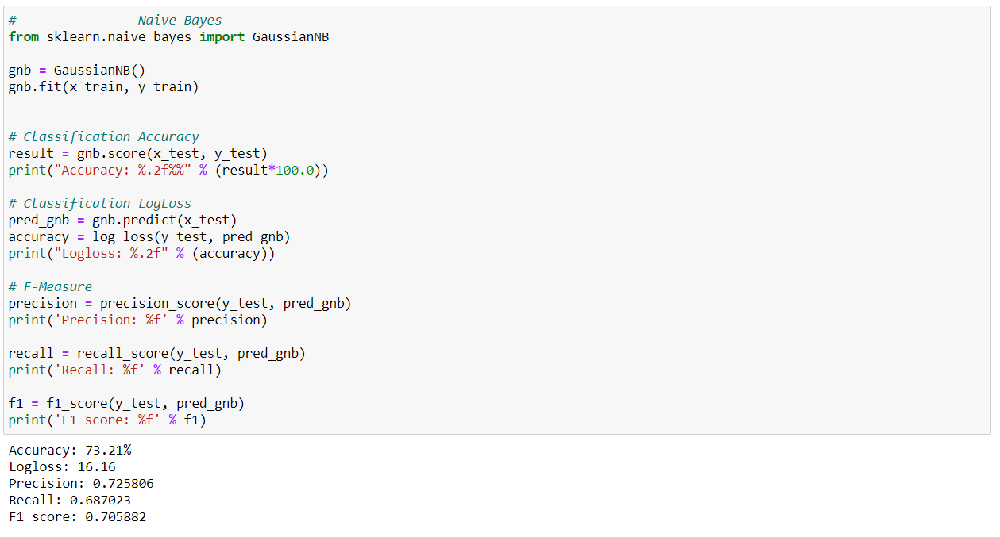 # ---------------Naive Bayes---------------
from sklearn.naive_bayes import GaussianNB
gnb = GaussianNB()
gnb.fit(x_train, y_train)
# Classification Accuracy
result = gnb.score(x_test, y_test)
print("Accuracy: %.2f%%" % (result*100.0))
# Classification LogLoss
pred_gnb = gnb.predict(x_test)
accuracy = log_loss(y_test, pred_gnb)
print("Logloss: %.2f" % (accuracy))
# F-Measure
precision = precision_score(y_test, pred_gnb)
print('Precision: %f' % precision)
recall = recall_score(y_test, pred_gnb)
print('Recall: %f' % recall)
f1 = f1_score(y_test, pred_gnb)
print('F1 score: %f' % f1)
Accuracy: 73.21%
Logloss: 16.16
Precision: 0.725806
Recall: 0.687023
F1 score: 0.705882